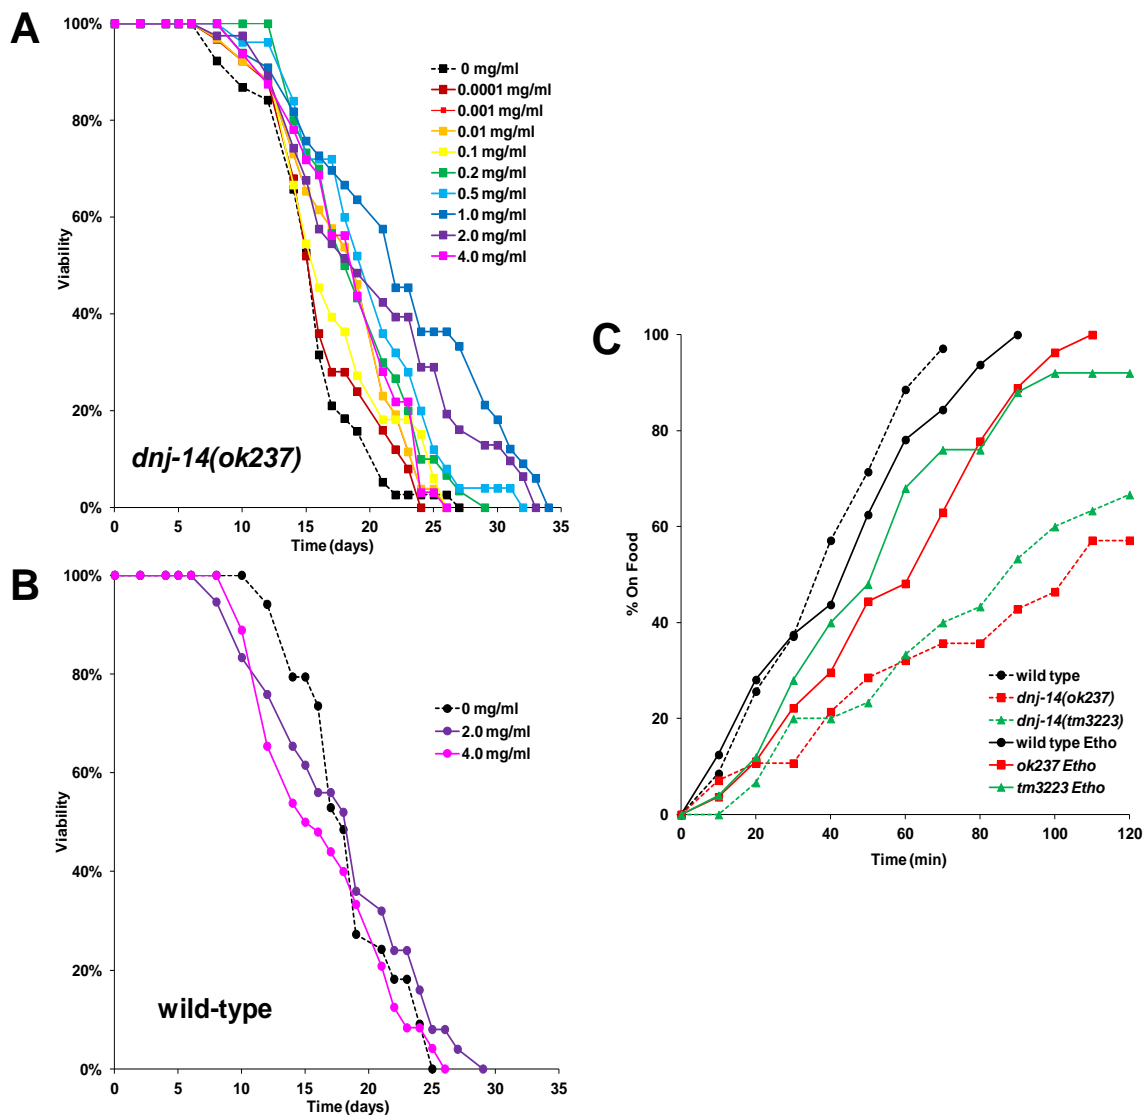 A
100%
80%
60%
40%
20%
0%
Viability
0 mg/ml
0.0001 mg/ml
0.001 mg/ml
0.01 mg/ml
0.1 mg/ml
0.2 mg/ml
0.5 mg/ml
1.0 mg/ml
2.0 mg/ml
4.0 mg/ml
dnj-14(ok237)
0 5 10 15 20 25 30 35
Time (days)
B
100%
80%
60%
40%
20%
0%
Viability
0 mg/ml
2.0 mg/ml
4.0 mg/ml
wild-type
0 5 10 15 20 25 30 35
Time (days)
C
100
80
60
40
20
0
% On Food
wild type
dnj-14(ok237)
dnj-14(tm3223)
wild type Etho
ok237 Etho
tm3223 Etho
0 20 40 60 80 100 120
Time (min)